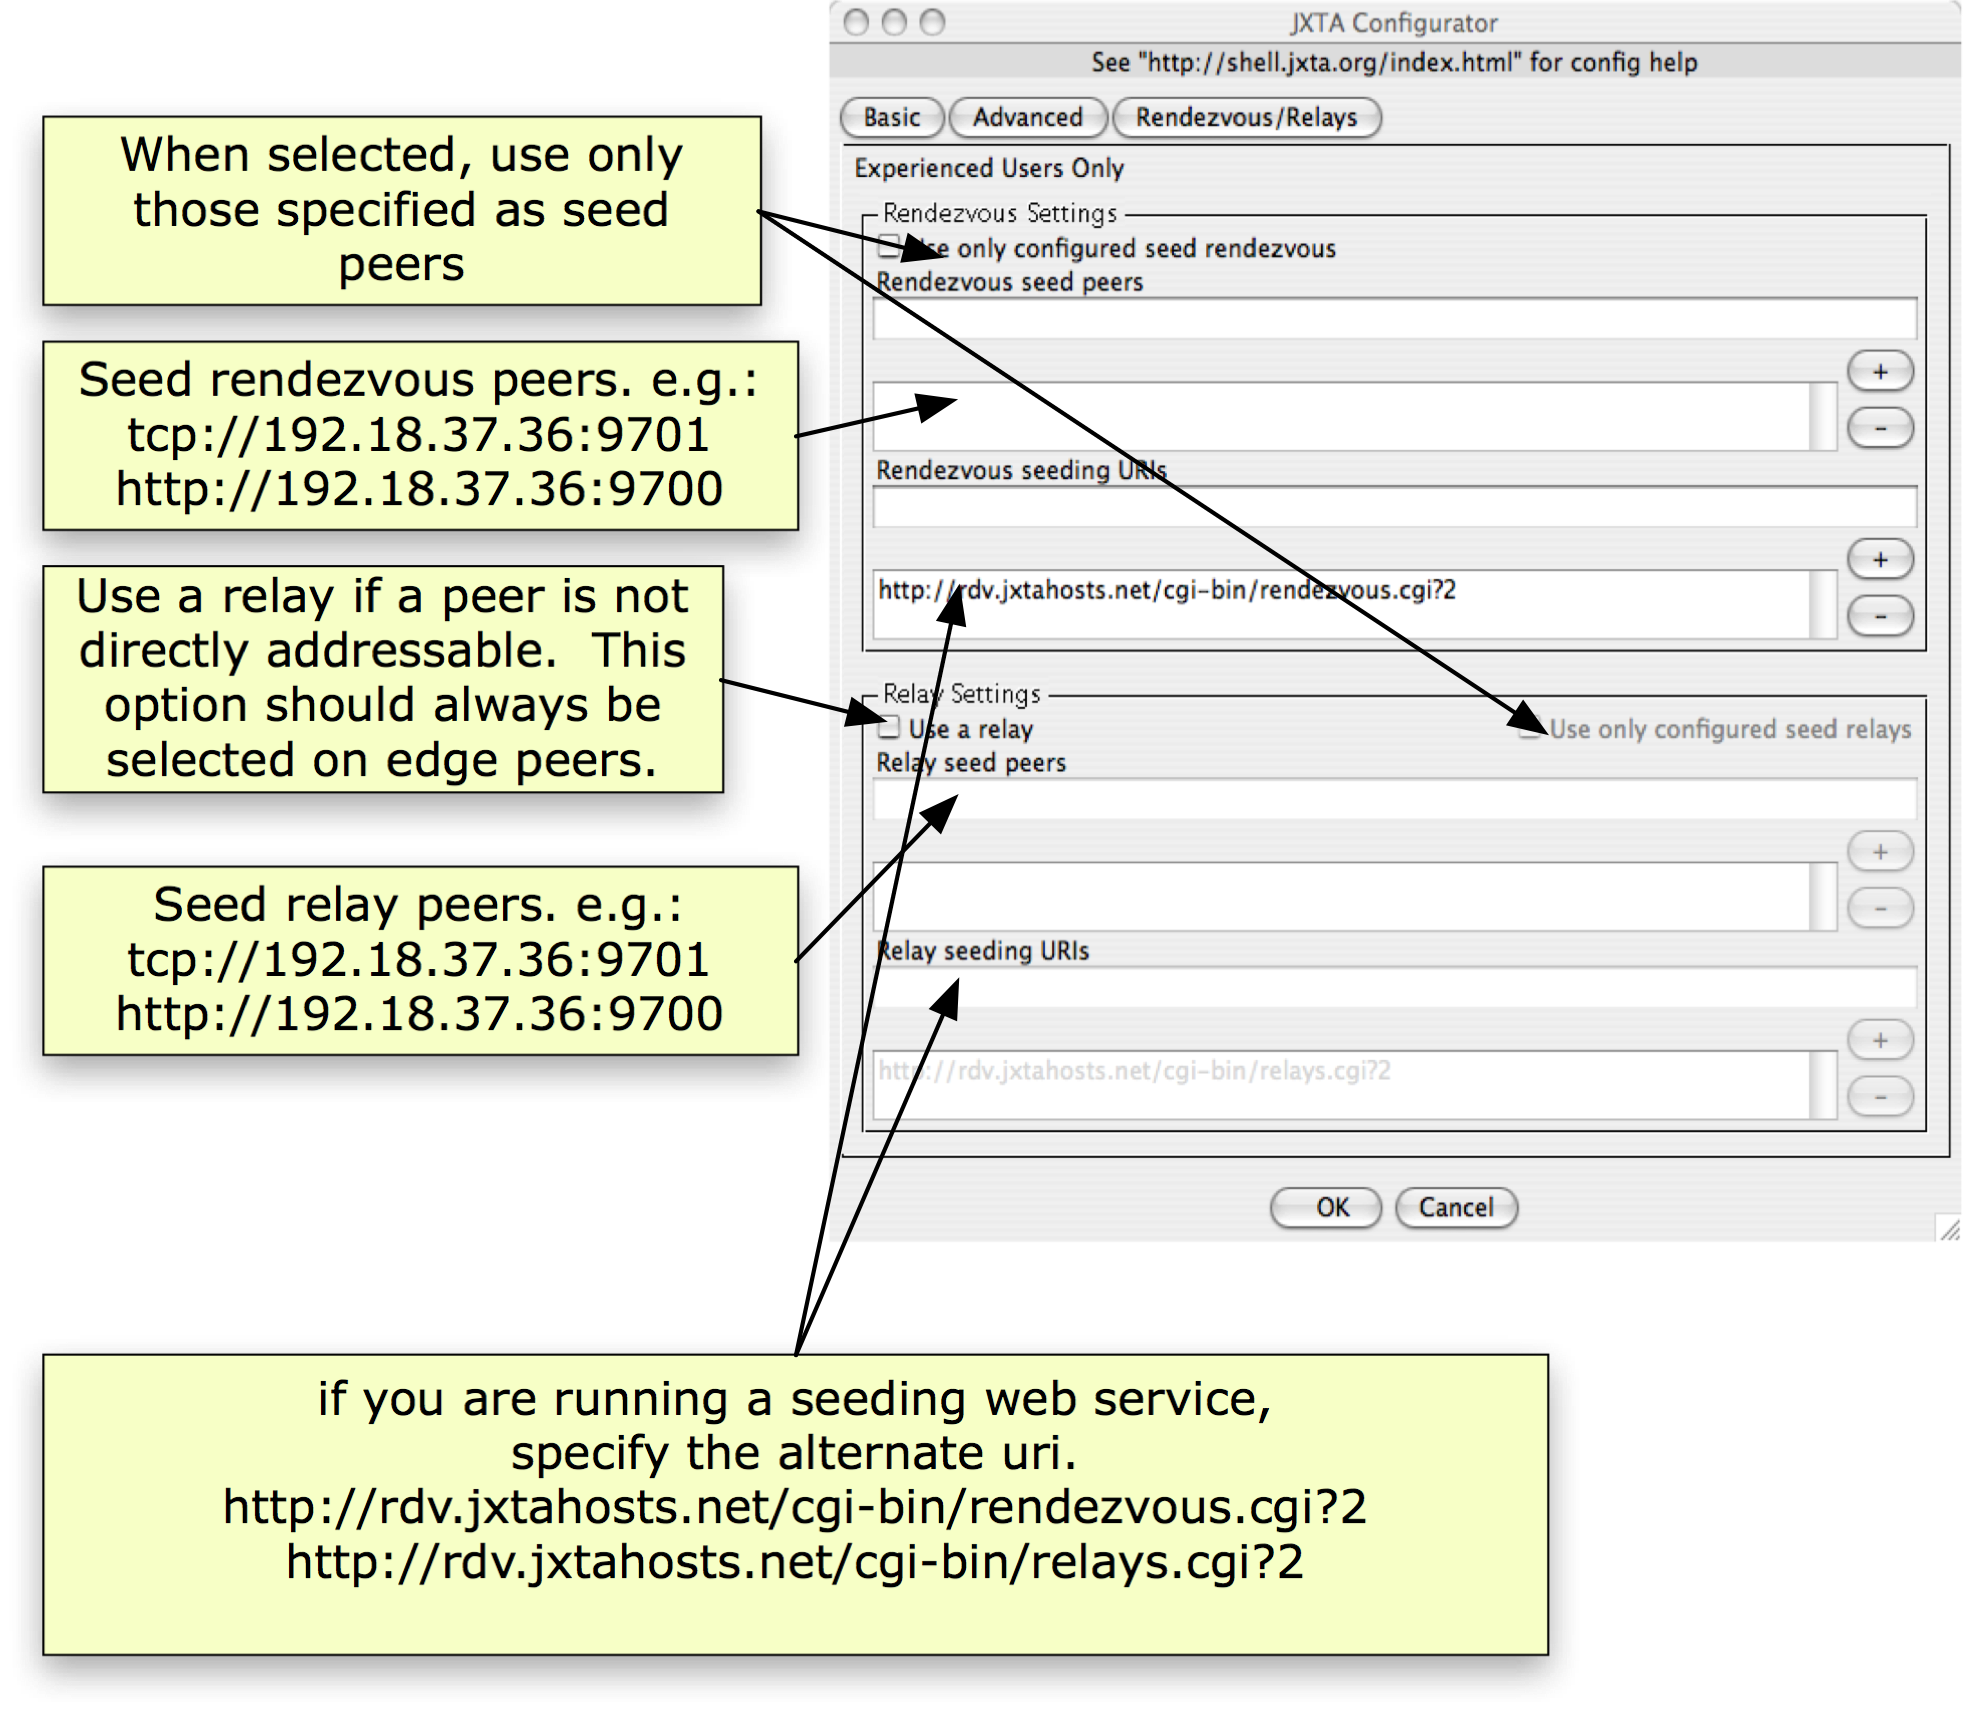 JXTA Configurator
See "http://shell.jxta.org/index.html" for config help
Basic Advanced Rendezvous/Relays
Experienced Users Only
Rendezvous Settings
Use only configured seed rendezvous
Rendezvous seed peers
+
-
Rendezvous seeding URIs
+
http://rdv.jxtahosts.net/cgi-bin/rendezvous.cgi?2
-
Relay Settings
Use a relay
Use only configured seed relays
Relay seed peers
+
-
Relay seeding URIs
+
http://rdv.jxtahosts.net/cgi-bin/relays.cgi?2
-
OK Cancel
When selected, use only
those specified as seed
peers
Seed rendezvous peers. e.g.:
tcp://192.18.37.36:9701
http://192.18.37.36:9700
Use a relay if a peer is not
directly addressable. This
option should always be
selected on edge peers.
Seed relay peers. e.g.:
tcp://192.18.37.36:9701
http://192.18.37.36:9700
if you are running a seeding web service,
specify the alternate uri.
http://rdv.jxtahosts.net/cgi-bin/rendezvous.cgi?2
http://rdv.jxtahosts.net/cgi-bin/relays.cgi?2